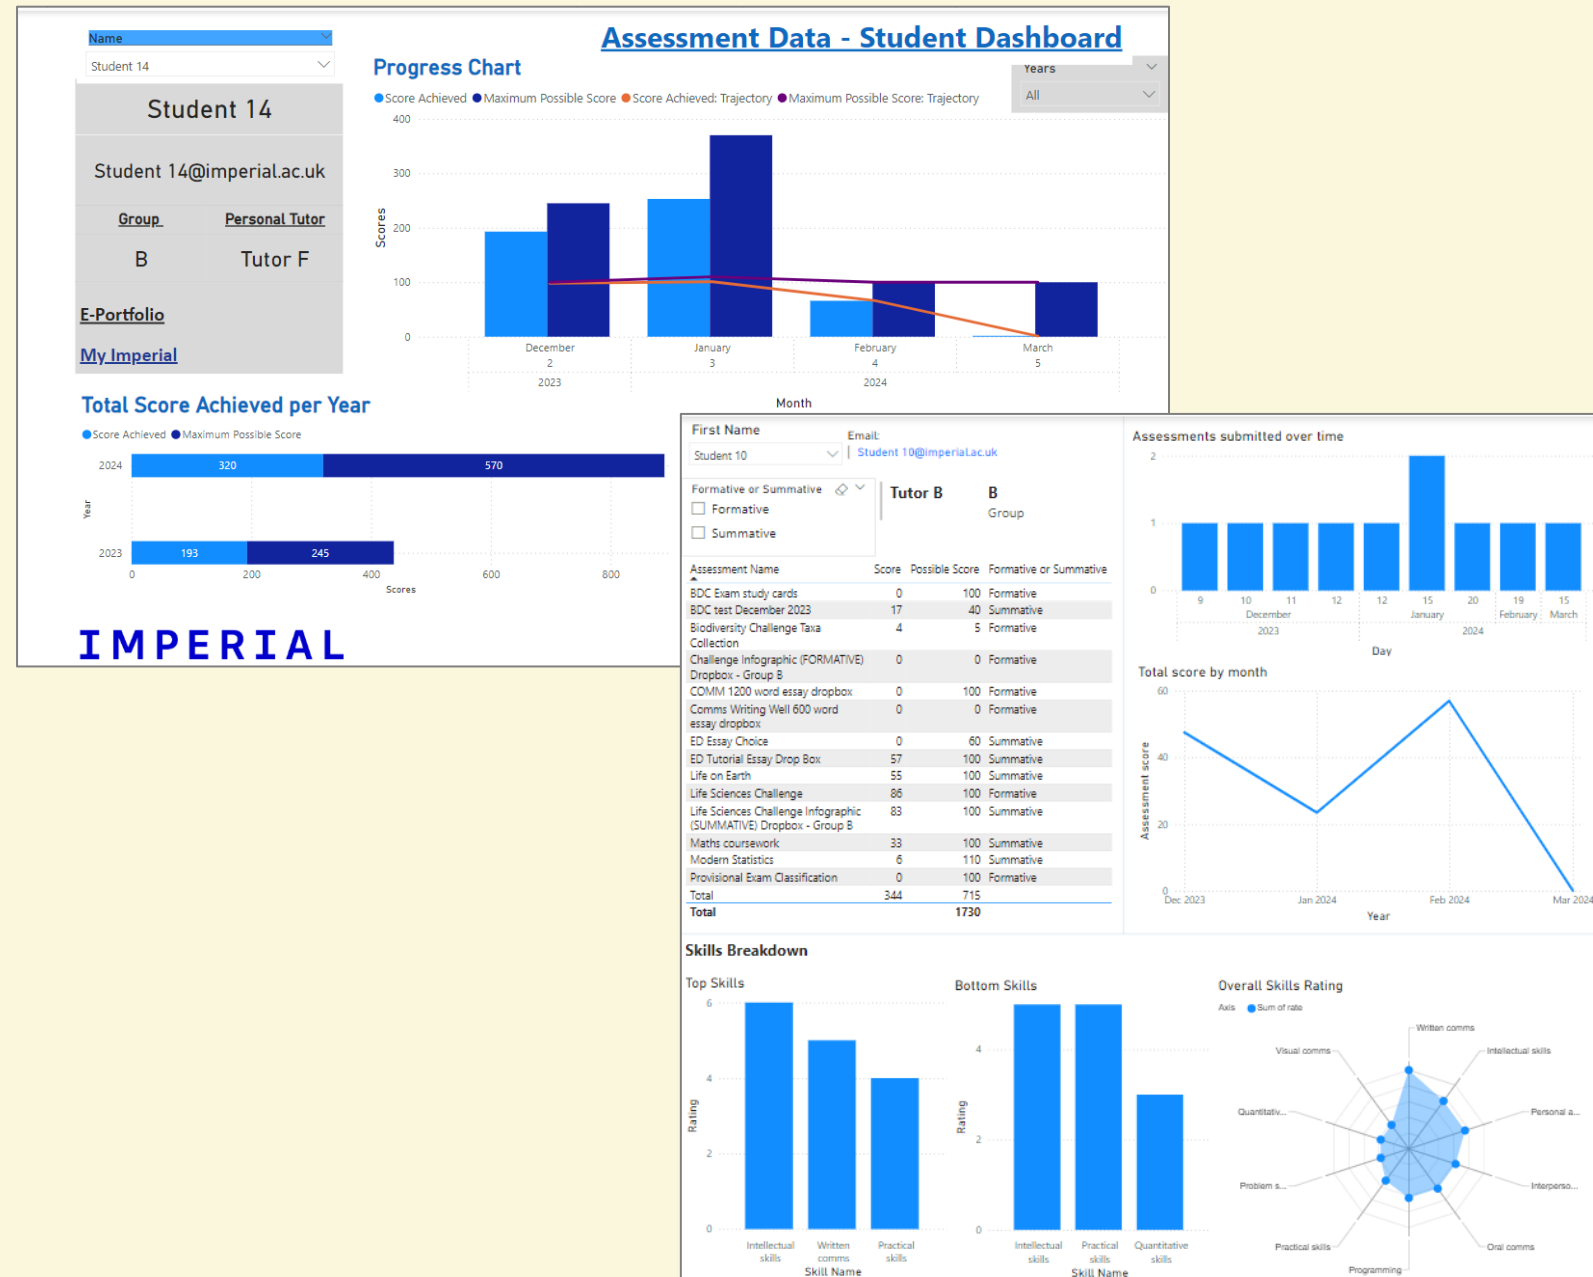 Assessment Data - Student Dashboard
Name
Student 14
Student 14
Student 14@imperial.ac.uk
Group
Personal Tutor
B
Tutor F
E-Portfolio
My Imperial
Progress Chart
Years
All
Score Achieved Maximum Possible Score Score Achieved: Trajectory Maximum Possible Score: Trajectory
400
300
200
100
0
Scores
December January February March
2 3 4 5
2023 2024
Month
Total Score Achieved per Year
Score Achieved Maximum Possible Score
2024 320 570
2023 193 245
Year
0 200 400 600 800
Scores
IMPERIAL
First Name
Student 10
Email:
Student 10@imperial.ac.uk
Formative or Summative
Formative
Summative
Tutor B
B
Group
Assessment Name Score Possible Score Formative or Summative
BDC Exam study cards 0 100 Formative
BDC test December 2023 17 40 Summative
Biodiversity Challenge Taxa 4 5 Formative
Collection
Challenge Infographic (FORMATIVE) 0 0 Formative
Dropbox - Group B
COMM 1200 word essay dropbox 0 100 Formative
Comms Writing Well 600 word 0 0 Formative
essay dropbox
ED Essay Choice 0 60 Summative
ED Tutorial Essay Drop Box 57 100 Summative
Life on Earth 55 100 Summative
Life Sciences Challenge 86 100 Formative
Life Sciences Challenge Infographic 83 100 Summative
(SUMMATIVE) Dropbox - Group B
Maths coursework 33 100 Summative
Modern Statistics 6 110 Summative
Provisional Exam Classification 0 100 Formative
Total 344 715
Total 1730
Assessments submitted over time
2
1
0
9 10 11 12 12 15 20 19 15
December January February March
2023 2024
Day
Total score by month
60
40
20
0
Assessment score
Dec 2023 Jan 2024 Feb 2024 Mar 2024
Year
Skills Breakdown
Top Skills
6
4
2
0
Rating
Intellectual Written Practical
skills comms skills
Skill Name
Bottom Skills
4
2
0
Rating
Intellectual Practical Quantitative
skills skills skills
Skill Name
Overall Skills Rating
Axis Sum of rate
Written comms
Visual comms
Intellectual skills
Quantitativ...
Personal a...
Problem s...
Interperso...
Practical skills
Oral comms
Programming